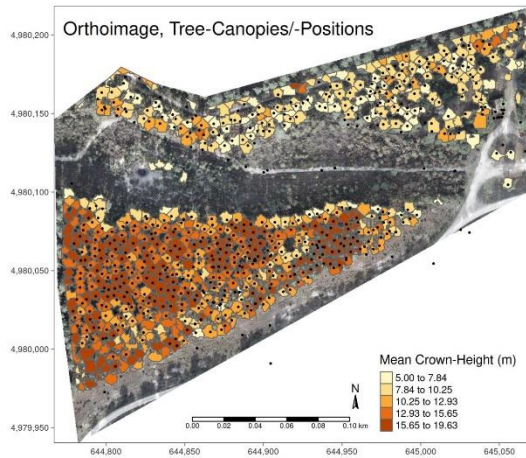 Orthoimage, Tree-Canopies/-Positions
4,980,200
4,980,150
4,980,100
4,980,050
4,980,000
4,979,950
Mean Crown-Height (m)
5.00 to 7.84
7.84 to 10.25
10.25 to 12.93
12.93 to 15.65
15.65 to 19.63
N
0.00 0.02 0.04 0.06 0.08 0.10 km
644,800 644,850 644,900 644,950 645,000 645,050